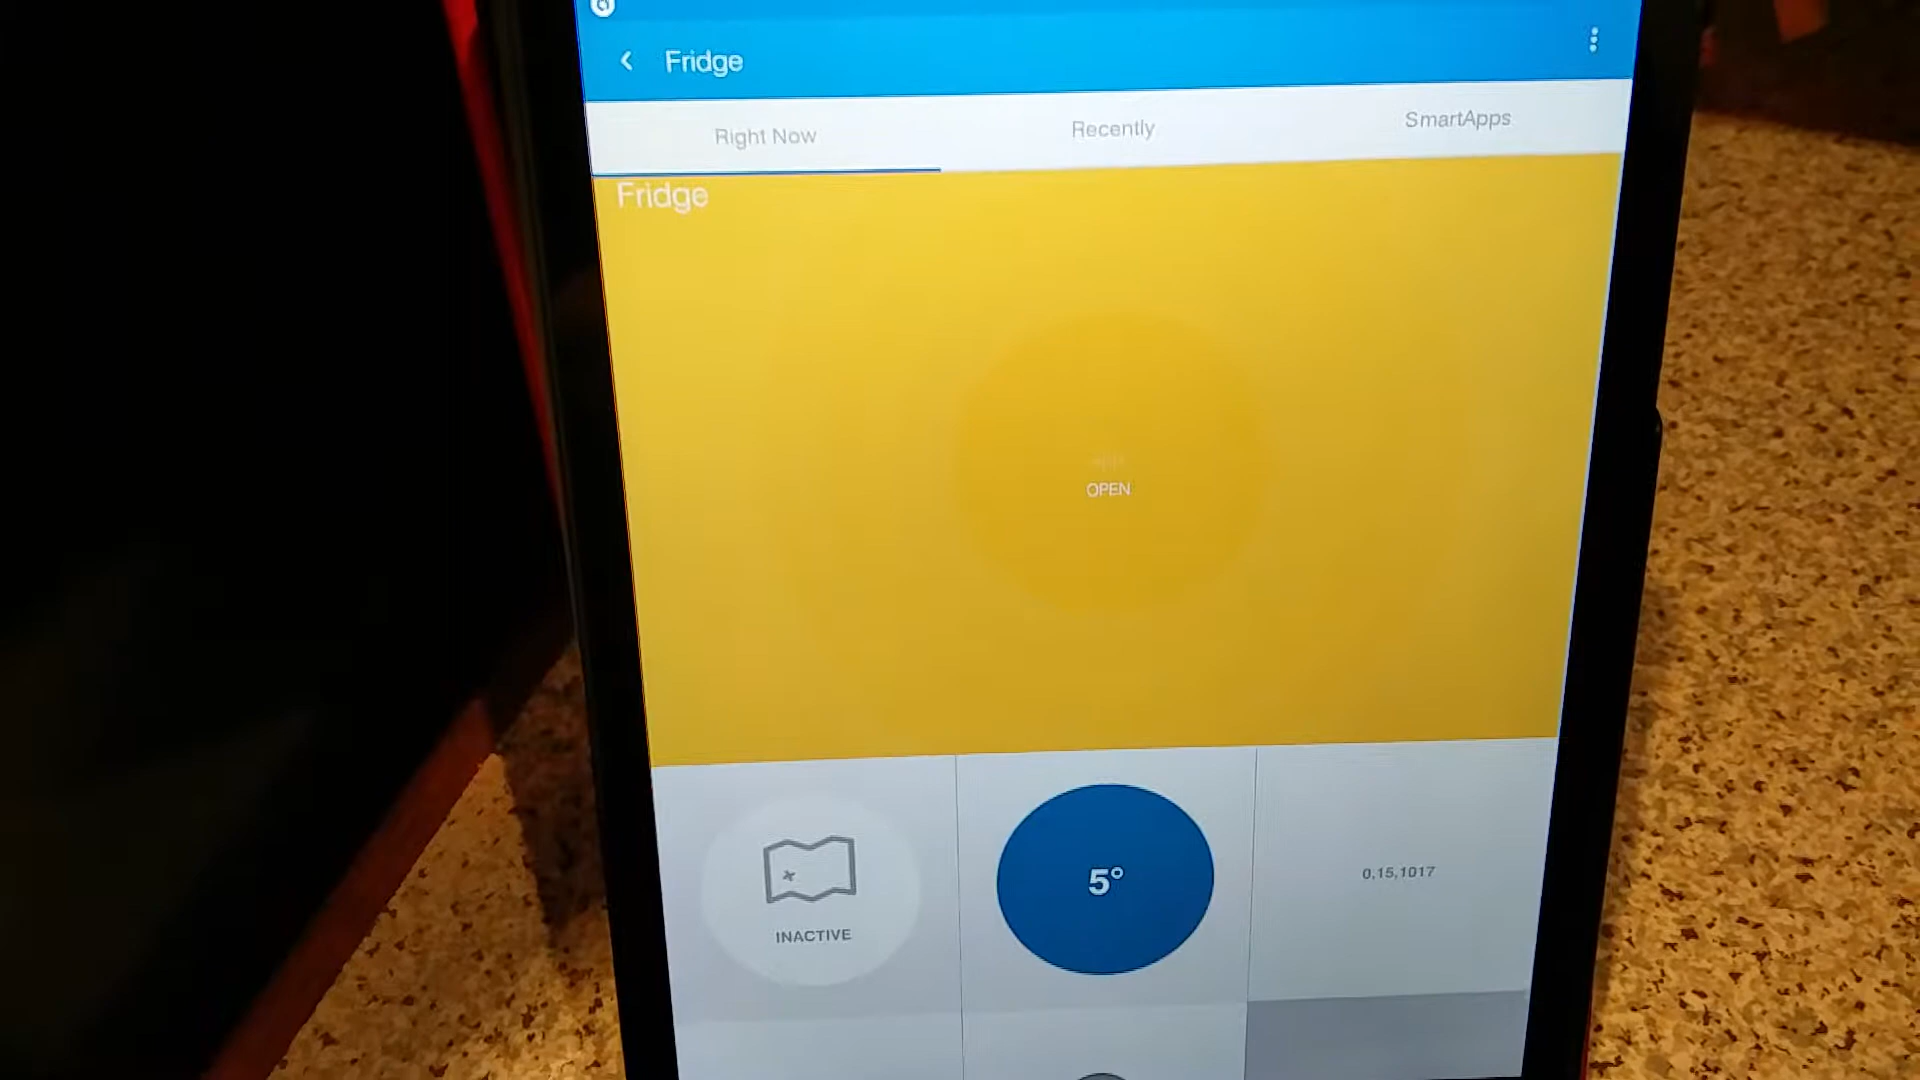 Fridge
Right Now
Recently
SmartApps
Fridge
OPEN
INACTIVE
5°
0,15,1017